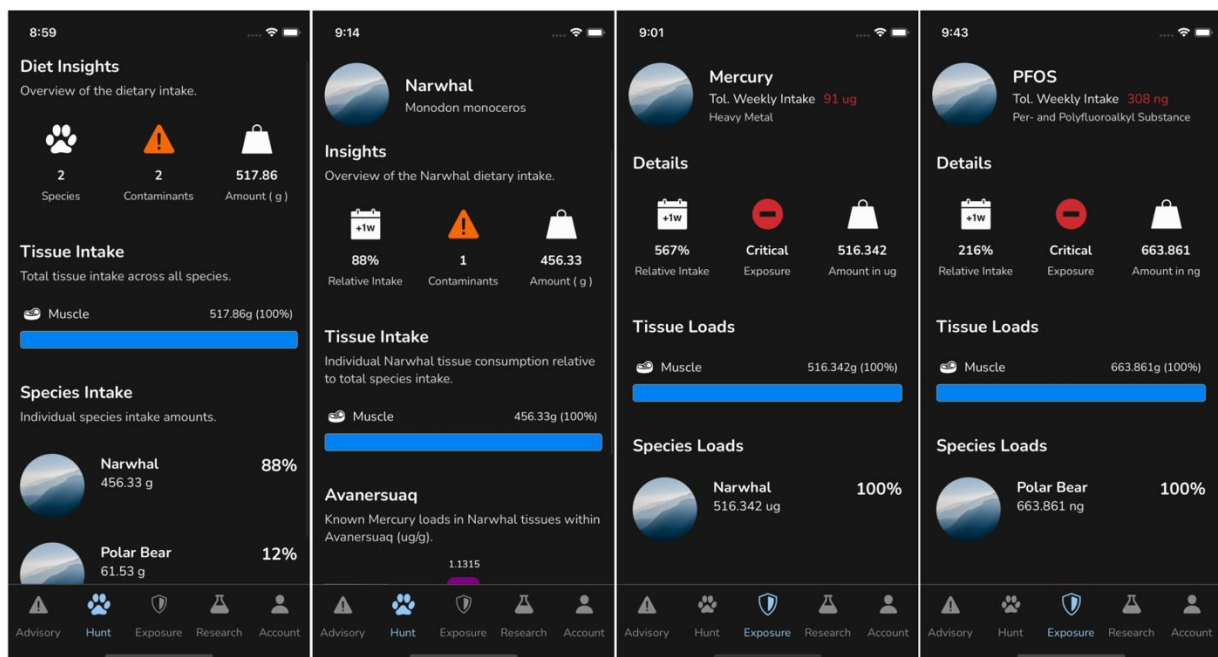 8:59
Diet Insights
Overview of the dietary intake.
2
Species
2
Contaminants
517.86
Amount ( g )
Tissue Intake
Total tissue intake across all species.
Muscle
517.86g (100%)
Species Intake
Individual species intake amounts.
Narwhal
456.33 g
88%
Polar Bear
61.53 g
12%
Advisory
Hunt
Exposure
Research
Account
9:14
Narwhal
Monodon monoceros
Insights
Overview of the Narwhal dietary intake.
+1w
88%
Relative Intake
1
Contaminants
456.33
Amount ( g )
Tissue Intake
Individual Narwhal tissue consumption relative
to total species intake.
Muscle
456.33g (100%)
Avanersuaq
Known Mercury loads in Narwhal tissues within
Avanersuaq (ug/g).
1.1315
Advisory
Hunt
Exposure
Research
Account
9:01
Mercury
Tol. Weekly Intake 91 ug
Heavy Metal
Details
+1w
567%
Relative Intake
Critical
Exposure
516.342
Amount in ug
Tissue Loads
Muscle
516.342g (100%)
Species Loads
Narwhal
516.342 ug
100%
Advisory
Hunt
Exposure
Research
Account
9:43
PFOS
Tol. Weekly Intake 308 ng
Per- and Polyfluoroalkyl Substance
Details
+1w
216%
Relative Intake
Critical
Exposure
663.861
Amount in ng
Tissue Loads
Muscle
663.861g (100%)
Species Loads
Polar Bear
663.861 ng
100%
Advisory
Hunt
Exposure
Research
Account